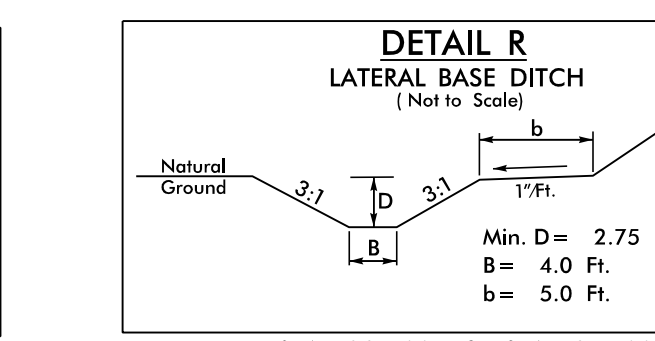 DETAIL R
LATERAL BASE DITCH
( Not to Scale)
b
Natural
Ground
3:1
D
3:1
1"/Ft.
B
Min. D= 2.75
B= 4.0 Ft.
b= 5.0 Ft.